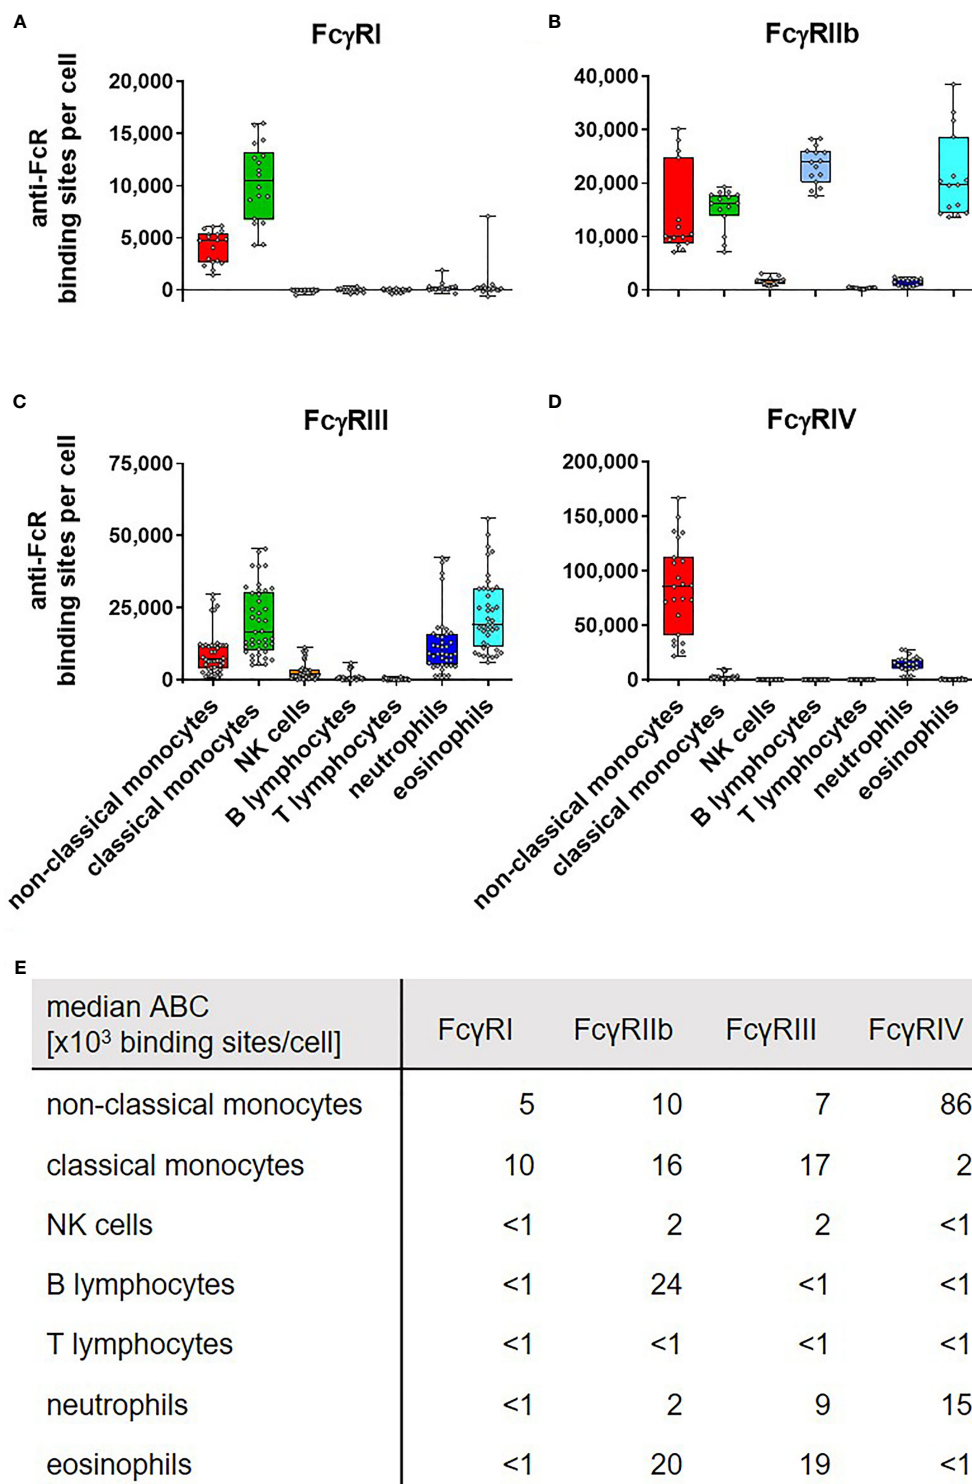 A
FcγRI
anti-FcR
binding sites per cell
20,000
15,000
10,000
5,000
0
B
FcγRIIb
40,000
30,000
20,000
10,000
0
C
FcγRIII
anti-FcR
binding sites per cell
75,000
50,000
25,000
0
non-classical monocytes
classical monocytes
NK cells
B lymphocytes
T lymphocytes
neutrophils
eosinophils
D
FcγRIV
200,000
150,000
100,000
50,000
0
non-classical monocytes
classical monocytes
NK cells
B lymphocytes
T lymphocytes
neutrophils
eosinophils
E
median ABC
[x10³ binding sites/cell] FcγRI FcγRIIb FcγRIII FcγRIV
non-classical monocytes 5 10 7 86
classical monocytes 10 16 17 2
NK cells <1 2 2 <1
B lymphocytes <1 24 <1 <1
T lymphocytes <1 <1 <1 <1
neutrophils <1 2 9 15
eosinophils <1 20 19 <1